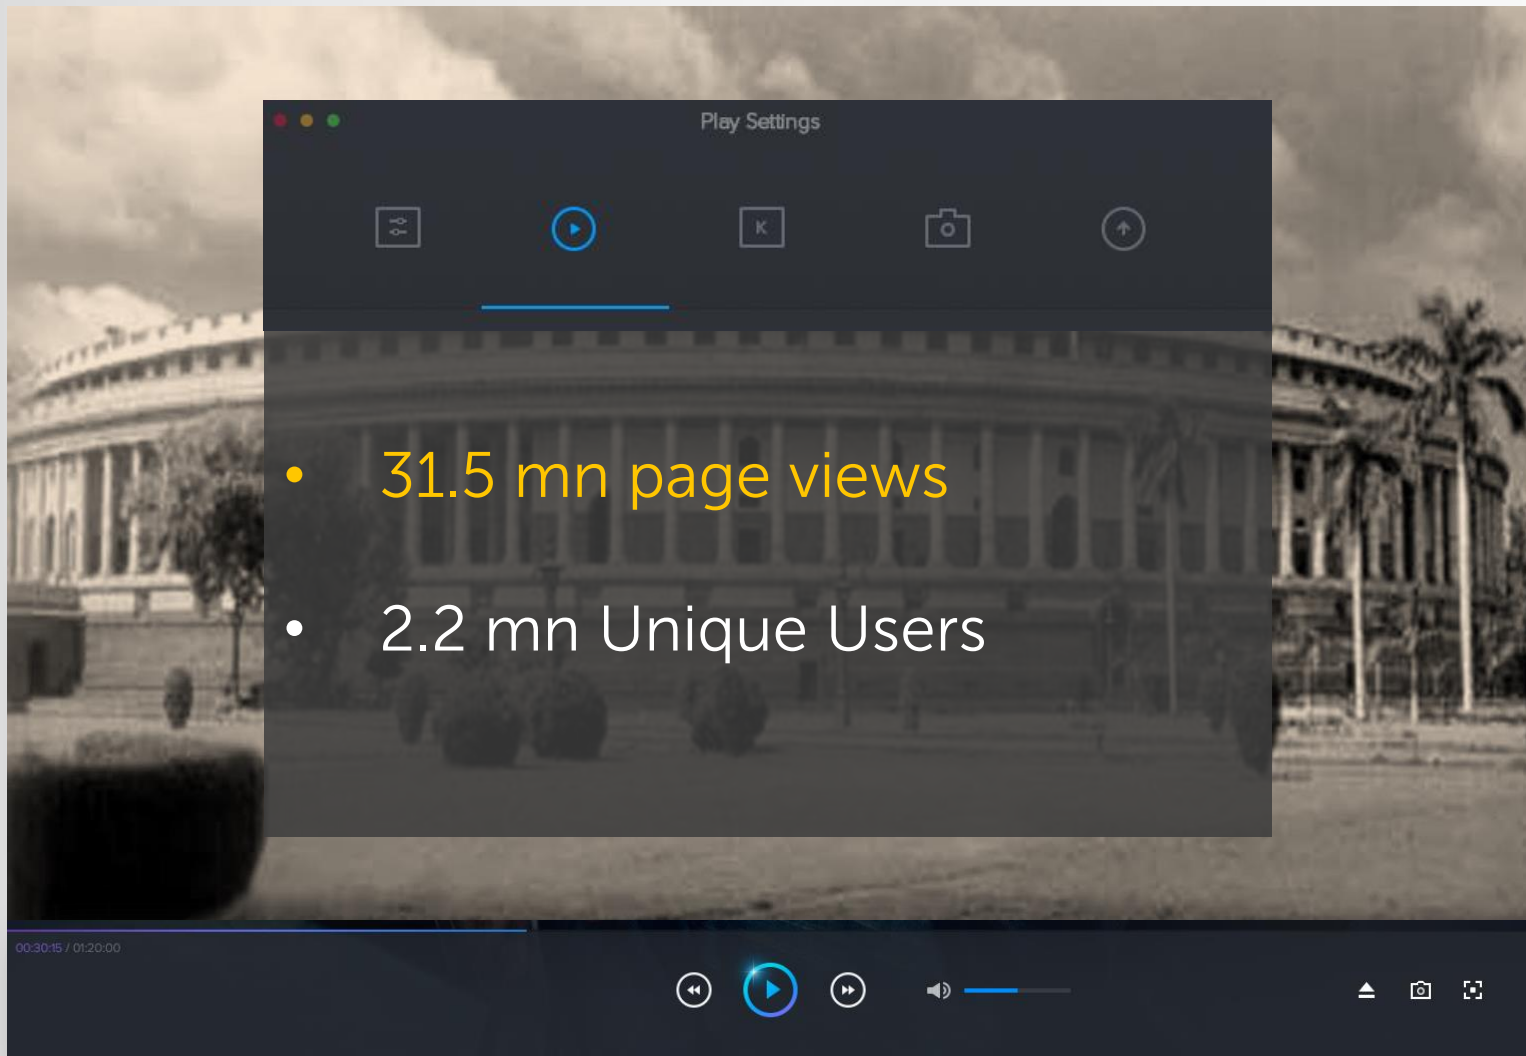 Play Settings
K
• 31.5 mn page views
• 2.2 mn Unique Users
00:30:15 / 01:20:00